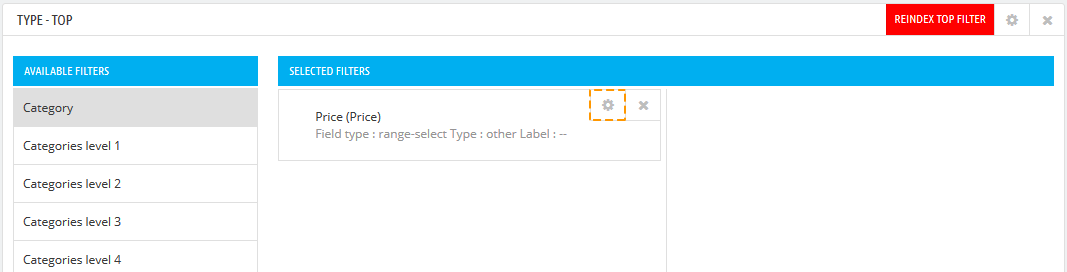 TYPE - TOP
REINDEX TOP FILTER
AVAILABLE FILTERS
SELECTED FILTERS
Category
Categories level 1
Categories level 2
Categories level 3
Categories level 4
Price (Price)
Field type : range-select Type : other Label : --